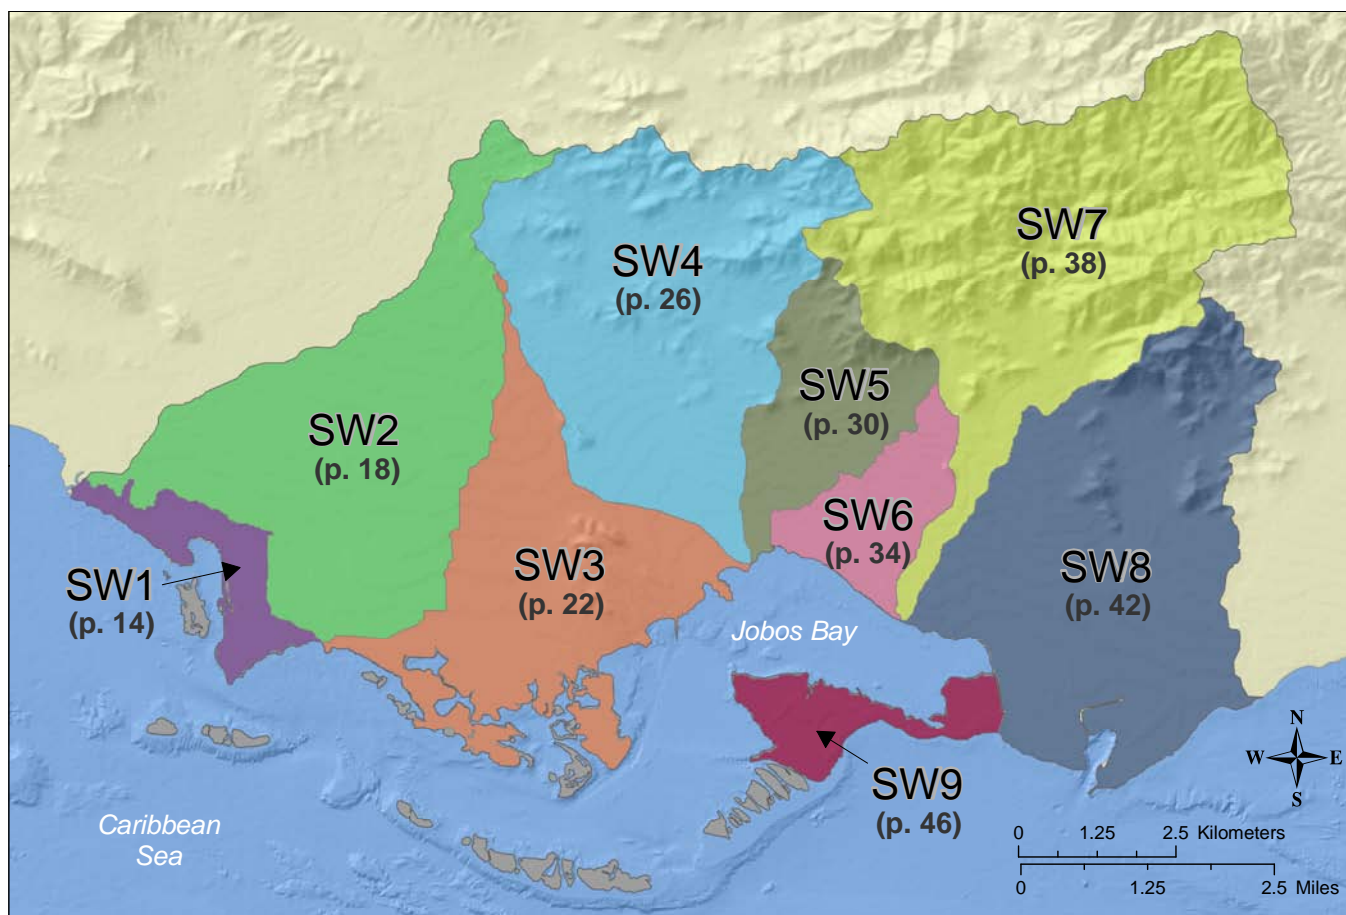 SW7
(p. 38)
SW4
(p. 26)
SW5
(p. 30)
SW2
(p. 18)
SW6
(p. 34)
SW3
(p. 22)
SW8
(p. 42)
SW1
(p. 14)
Jobos Bay
SW9
(p. 46)
Caribbean
Sea
N
W E
S
0 1.25 2.5 Kilometers
0 1.25 2.5 Miles